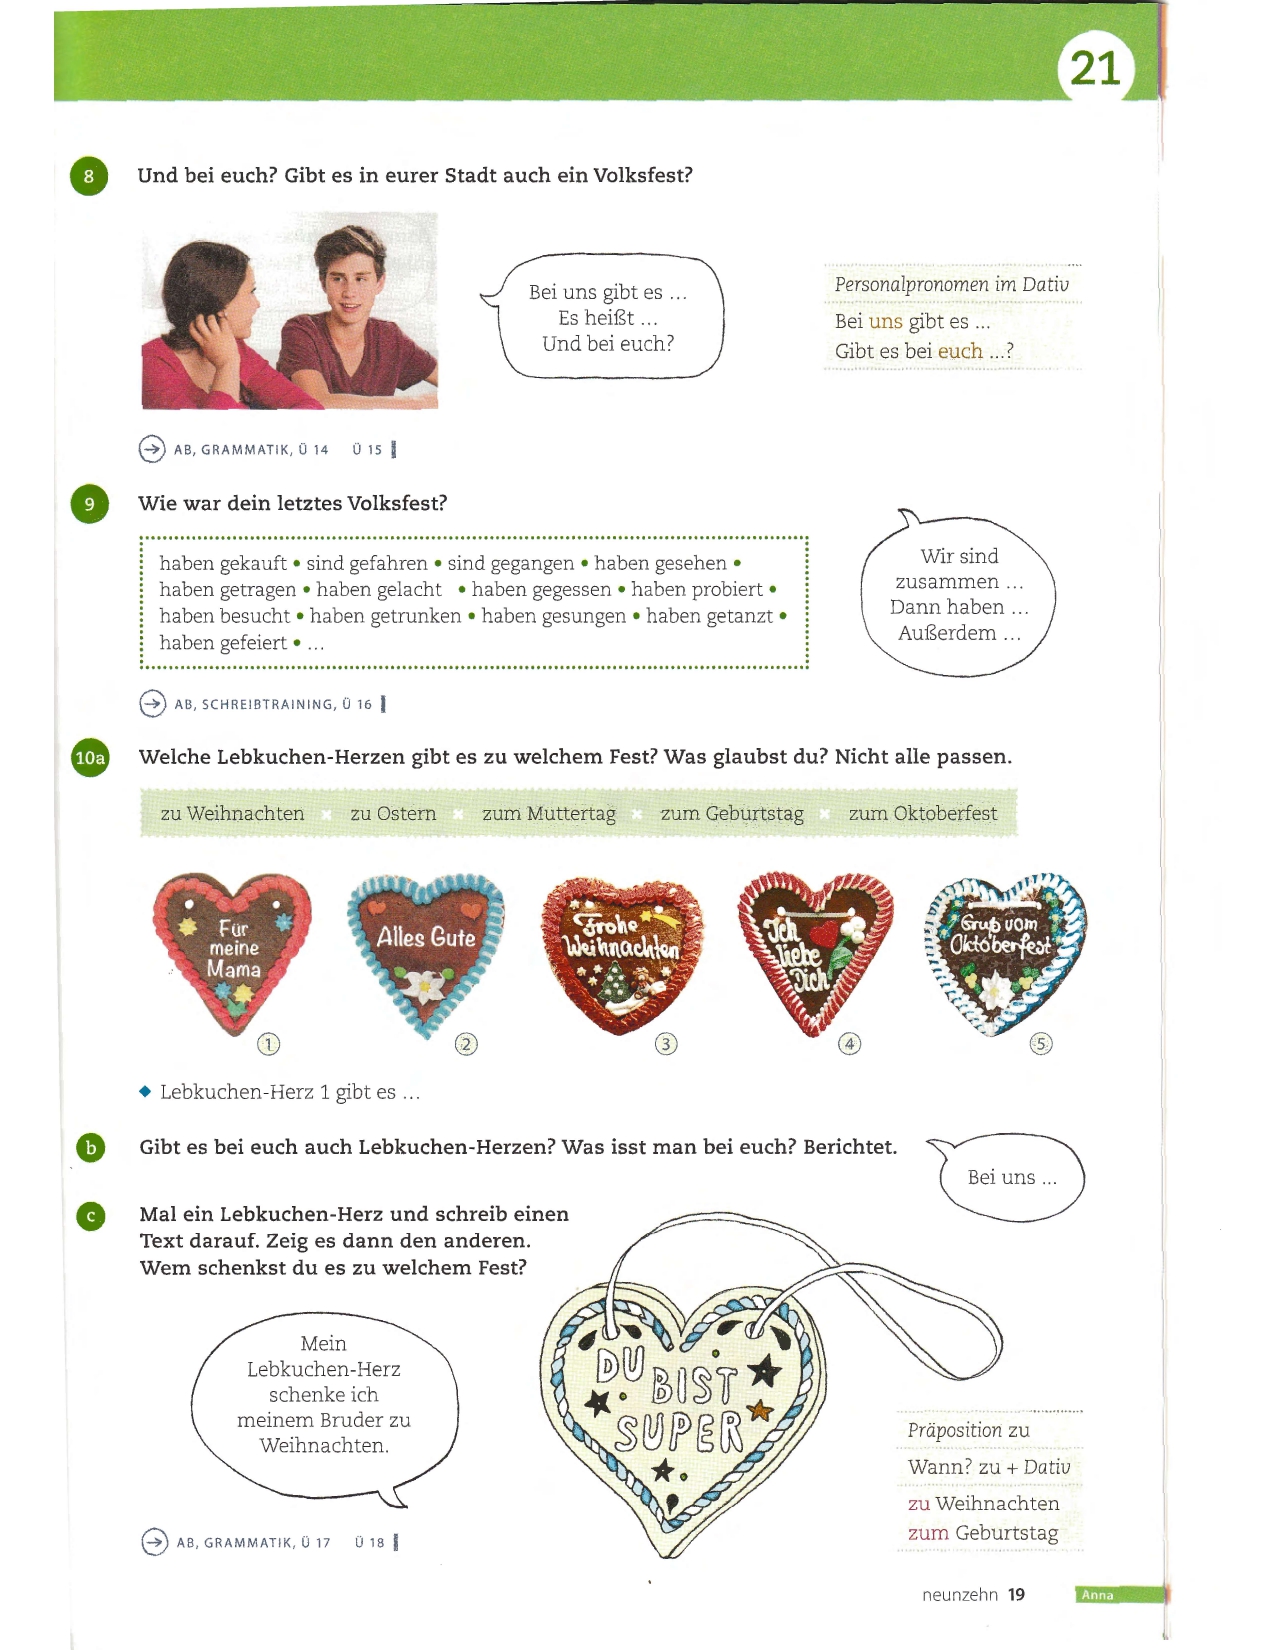 21
8 Und bei euch? Gibt es in eurer Stadt auch ein Volksfest?
Bei uns gibt es ...
Es heißt ...
Und bei euch?
Personalpronomen im Dativ
Bei uns gibt es ...
Gibt es bei euch ...?
AB, GRAMMATIK, Ü 14 Ü 15
9 Wie war dein letztes Volksfest?
haben gekauft • sind gefahren • sind gegangen • haben gesehen •
haben getragen • haben gelacht • haben gegessen • haben probiert •
haben besucht • haben getrunken • haben gesungen • haben getanzt •
haben gefeiert • ...
Wir sind
zusammen ...
Dann haben ...
Außerdem ...
AB, SCHREIBTRAINING, Ü 16
10a Welche Lebkuchen-Herzen gibt es zu welchem Fest? Was glaubst du? Nicht alle passen.
zu Weihnachten × zu Ostern × zum Muttertag × zum Geburtstag × zum Oktoberfest
Für
meine
Mama
1
Alles Gute
2
Frohe
Weihnachten
3
Ich
liebe
Dich
4
Gruß vom
Oktoberfest
5
◆ Lebkuchen-Herz 1 gibt es ...
b Gibt es bei euch auch Lebkuchen-Herzen? Was isst man bei euch? Berichtet.
Bei uns ...
c Mal ein Lebkuchen-Herz und schreib einen
Text darauf. Zeig es dann den anderen.
Wem schenkst du es zu welchem Fest?
Mein
Lebkuchen-Herz
schenke ich
meinem Bruder zu
Weihnachten.
DU
BIST
SUPER
Präposition zu
Wann? zu + Dativ
zu Weihnachten
zum Geburtstag
AB, GRAMMATIK, Ü 17 Ü 18
neunzehn 19
Anna